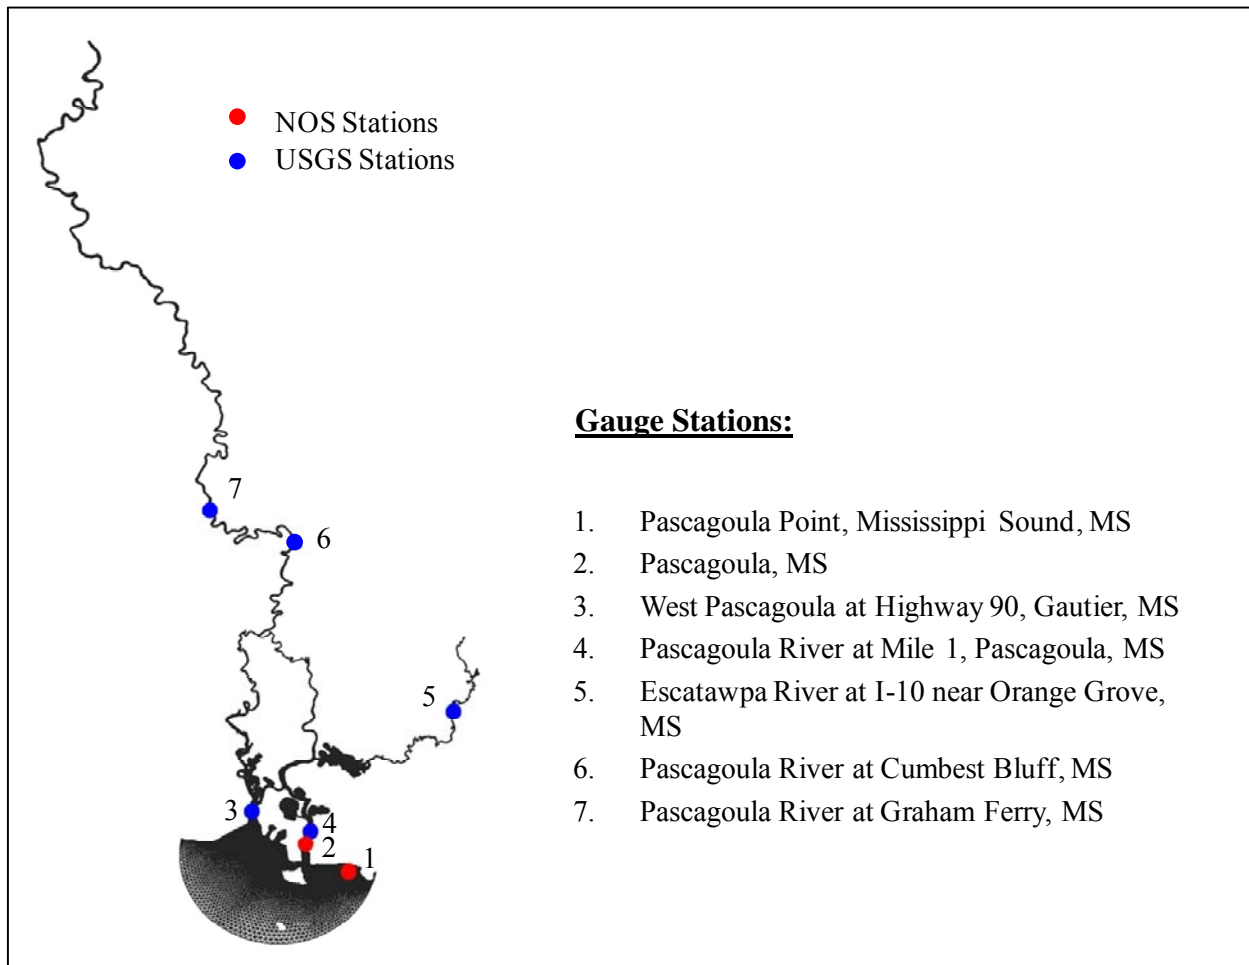 NOS Stations
USGS Stations
7
6
5
3
4
2
1
Gauge Stations:
1. Pascagoula Point, Mississippi Sound, MS
2. Pascagoula, MS
3. West Pascagoula at Highway 90, Gautier, MS
4. Pascagoula River at Mile 1, Pascagoula, MS
5. Escatawpa River at I-10 near Orange Grove,
MS
6. Pascagoula River at Cumbest Bluff, MS
7. Pascagoula River at Graham Ferry, MS